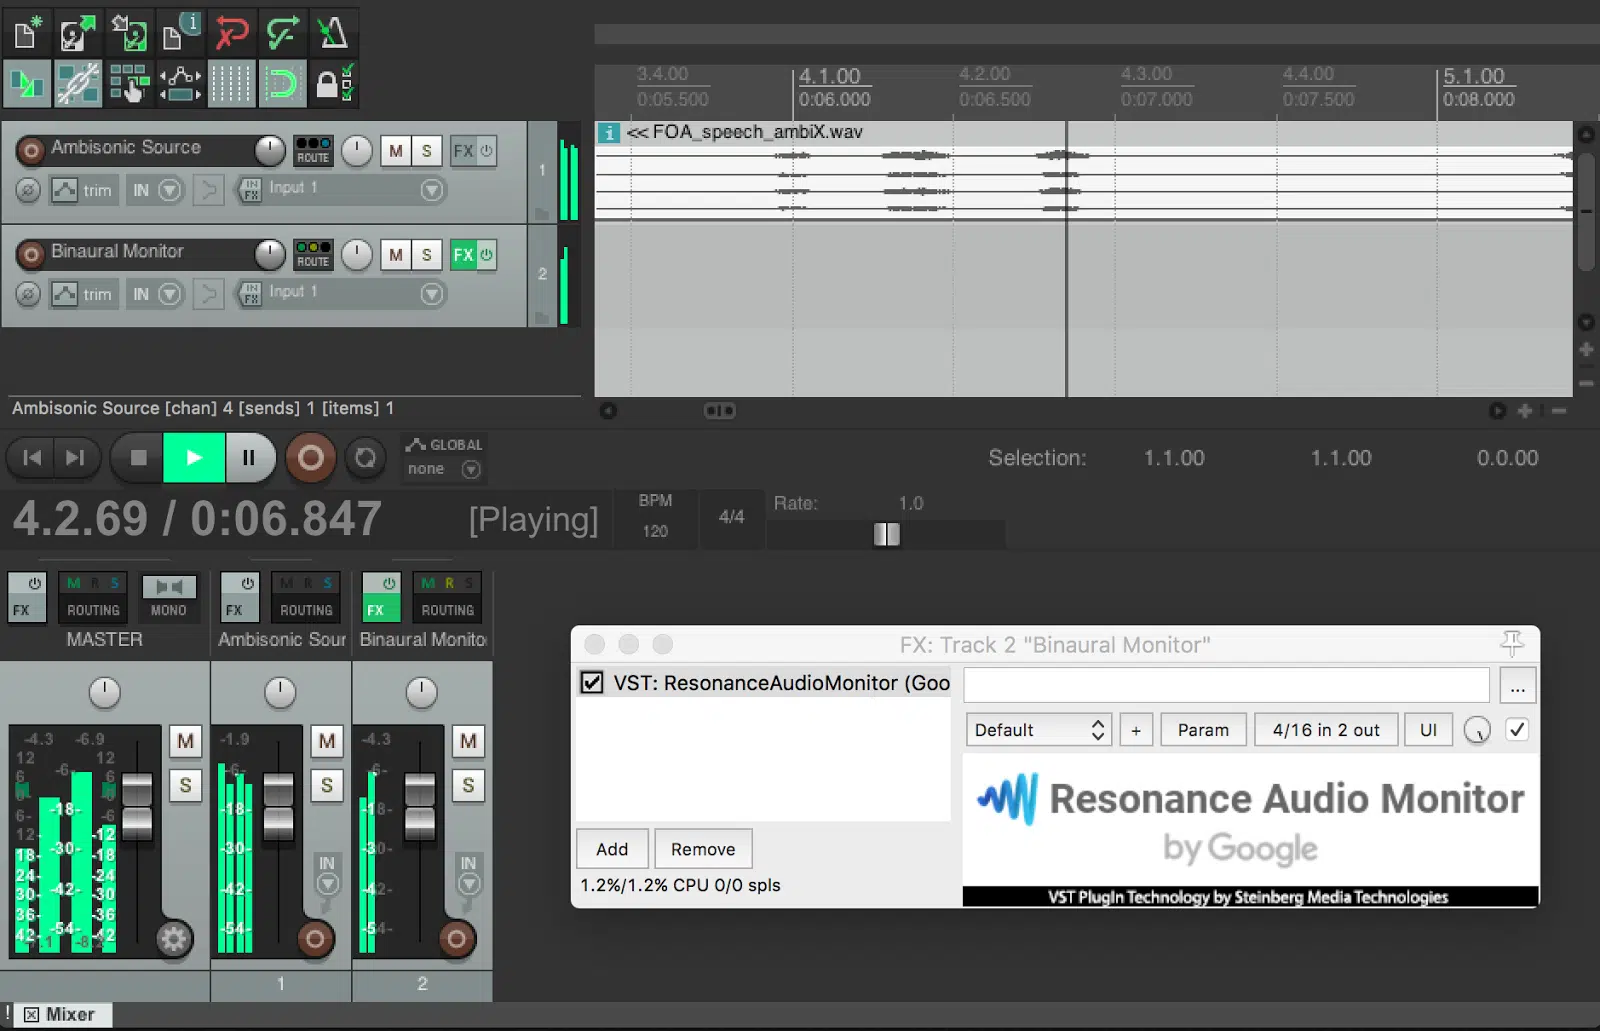 3.4.00 4.1.00 4.2.00 4.3.00 4.4.00 5.1.00
0:05.500 0:06.000 0:06.500 0:07.000 0:07.500 0:08.000
i << FOA_speech_ambiX.wav
Ambisonic Source ROUTE M S FX 1
trim IN IN FX Input 1
Binaural Monitor ROUTE M S FX 2
trim IN IN FX Input 1
Ambisonic Source [chan] 4 [sends] 1 [items] 1
GLOBAL
none
Selection: 1.1.00 1.1.00 0.0.00
4.2.69 / 0:06.847 [Playing]
BPM
120
4/4
Rate: 1.0
FX M R S ROUTING MONO
MASTER
FX M R S ROUTING
Ambisonic Sour
FX M R S ROUTING
Binaural Monito
-4.3 -6.9
12 12
6 -6- 6
0 0
6- -18- -6
12- -12
18- -30- -18
24- -24
30- -42- -30
36- -54- -36
42- -42
M
S
-1.9
-6-
-18-
-30-
-42-
-54-
M
S
IN
-4.3
-6-
-18-
-30-
-42-
-54-
M
S
IN
1 2
! Mixer
FX: Track 2 "Binaural Monitor"
VST: ResonanceAudioMonitor (Goo
...
Default + Param 4/16 in 2 out UI
Resonance Audio Monitor
by Google
VST PlugIn Technology by Steinberg Media Technologies
Add Remove
1.2%/1.2% CPU 0/0 spls